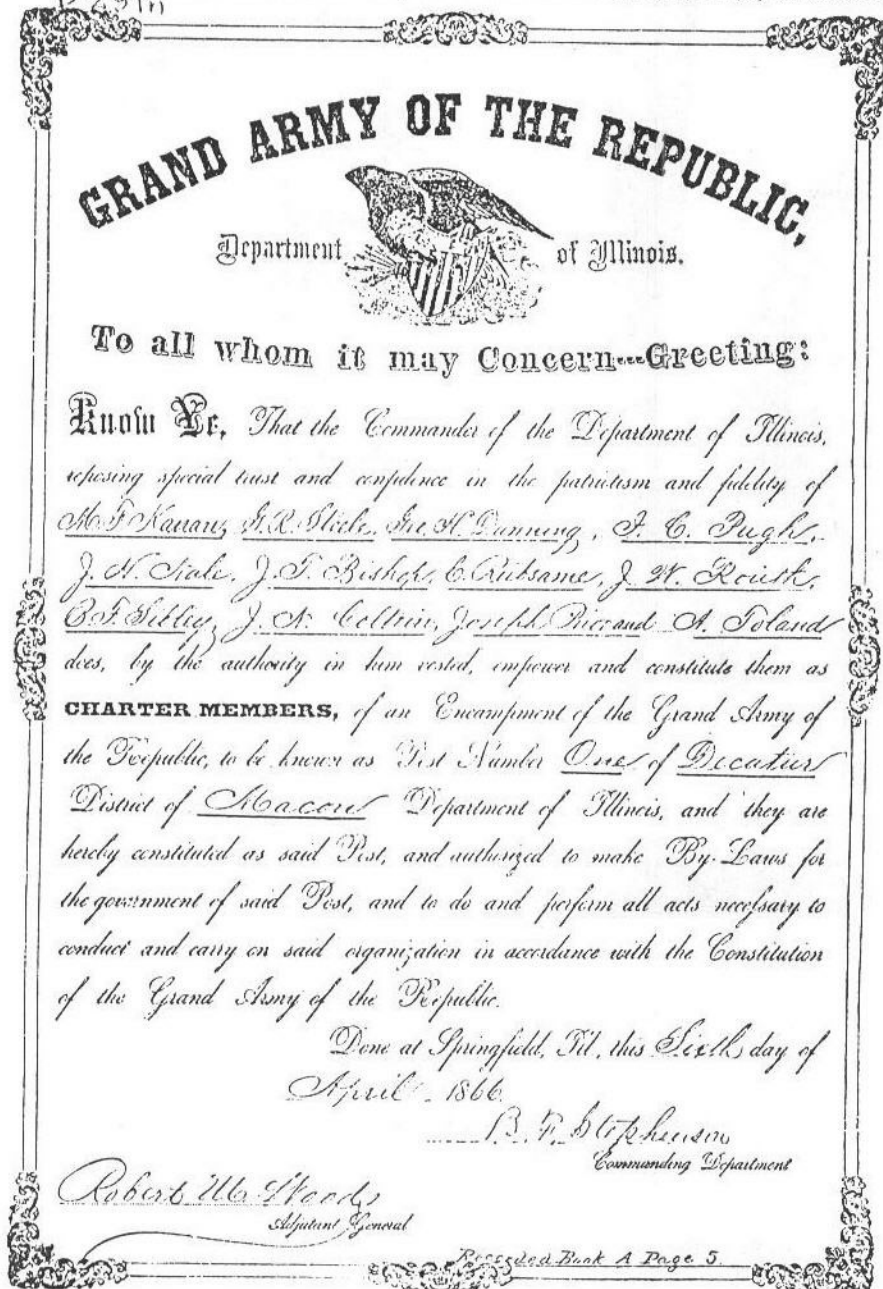 GRAND ARMY OF THE REPUBLIC,
Department of Illinois.
To all whom it may Concern---Greeting:
Know Ye, That the Commander of the Department of Illinois,
reposing special trust and confidence in the patriotism and fidelity of
M. F. Kanan, G. R. Steele, Geo. H. Dunning, I. C. Pugh,
J. N. Coale, J. T. Bishop, C. Riebsame, J. W. Routh,
B. F. Sibley, J. N. Coltrin, Joseph Prior and A. Toland
does, by the authority in him vested, empower and constitute them as
CHARTER MEMBERS, of an Encampment of the Grand Army of
the Republic, to be known as Post Number One of Decatur
District of Macon Department of Illinois, and they are
hereby constituted as said Post, and authorized to make By-Laws for
the government of said Post, and to do and perform all acts necessary to
conduct and carry on said organization in accordance with the Constitution
of the Grand Army of the Republic.
Done at Springfield, Ill, this Sixth day of
April 1866.
B. F. Stephenson
Commanding Department
Robert M. Woods
Adjutant General
Recorded Book A Page 5.